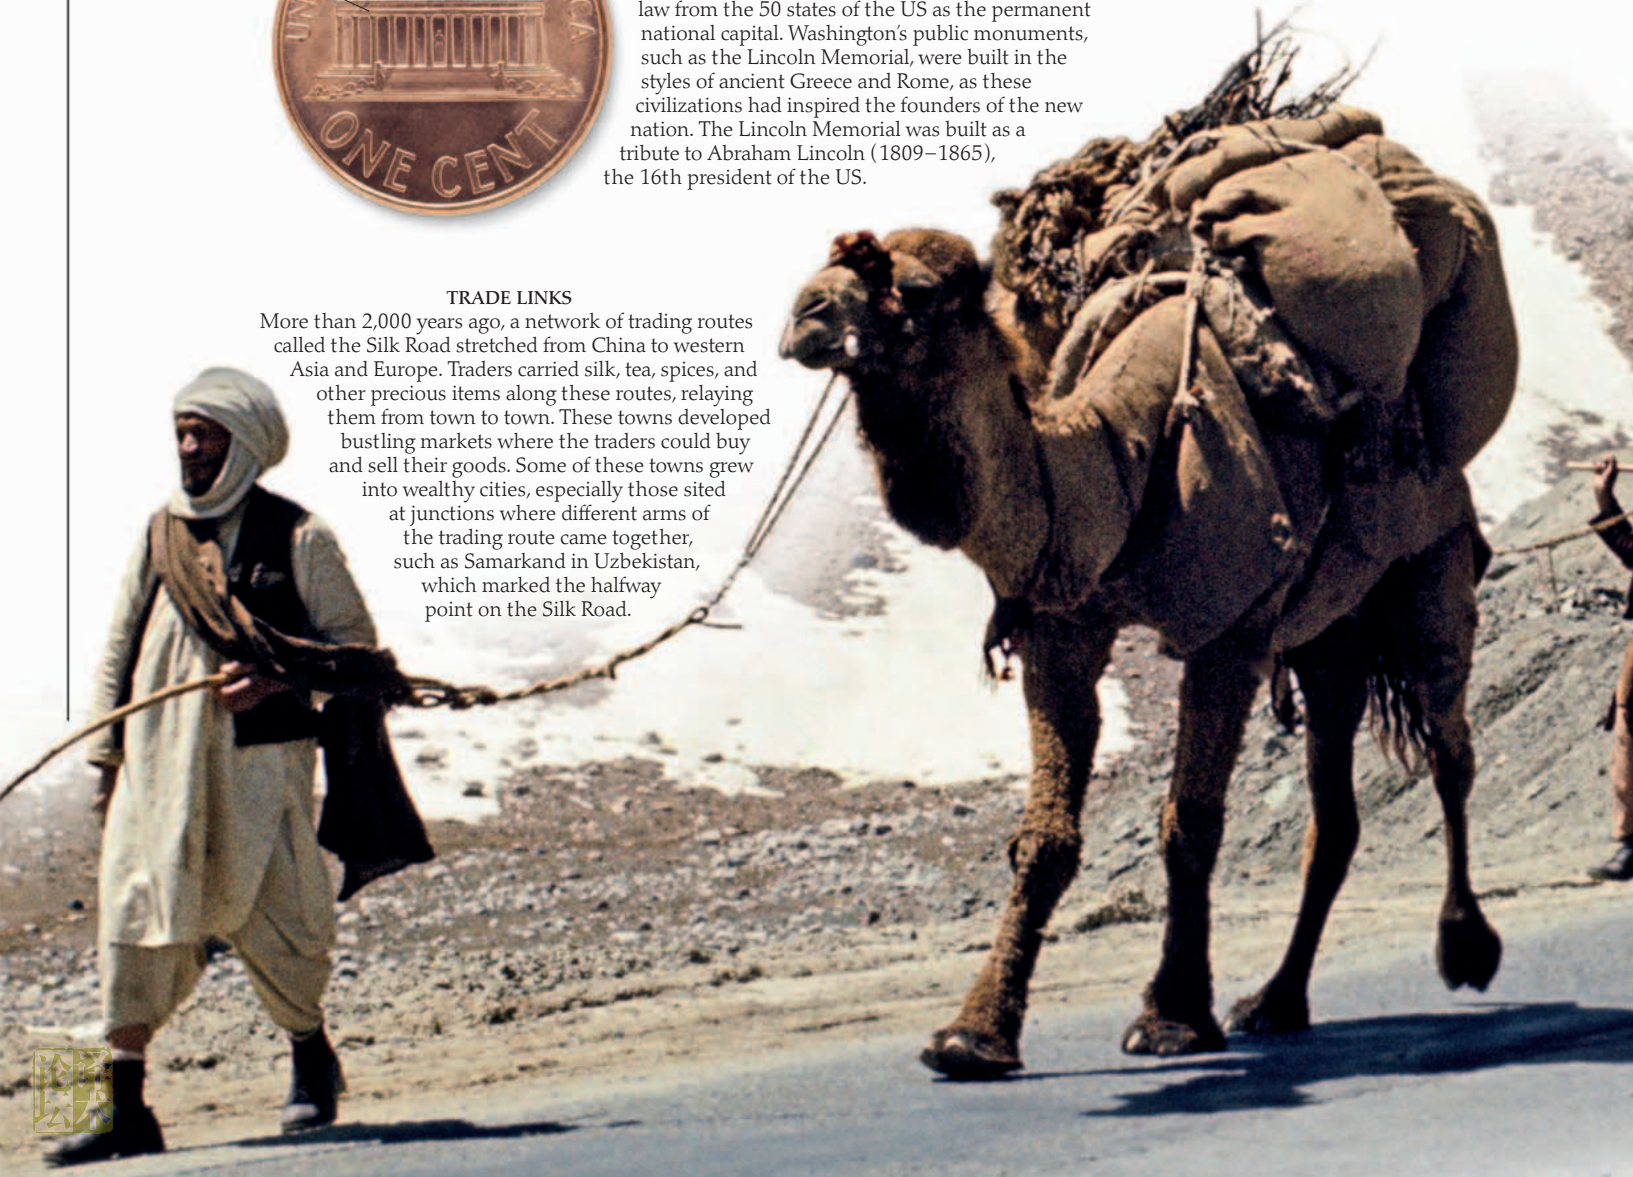 UN
CA
ONE CENT
law from the 50 states of the US as the permanent
national capital. Washington’s public monuments,
such as the Lincoln Memorial, were built in the
styles of ancient Greece and Rome, as these
civilizations had inspired the founders of the new
nation. The Lincoln Memorial was built as a
tribute to Abraham Lincoln (1809–1865),
the 16th president of the US.
TRADE LINKS
More than 2,000 years ago, a network of trading routes
called the Silk Road stretched from China to western
Asia and Europe. Traders carried silk, tea, spices, and
other precious items along these routes, relaying
them from town to town. These towns developed
bustling markets where the traders could buy
and sell their goods. Some of these towns grew
into wealthy cities, especially those sited
at junctions where different arms of
the trading route came together,
such as Samarkand in Uzbekistan,
which marked the halfway
point on the Silk Road.